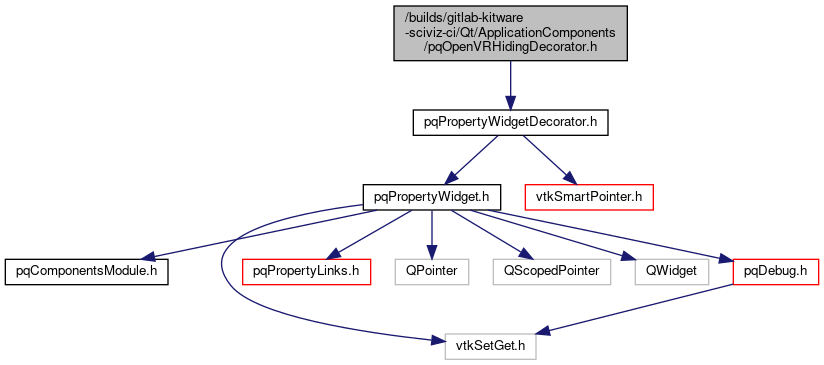 /builds/gitlab-kitware
-sciviz-ci/Qt/ApplicationComponents
/pqOpenVRHidingDecorator.h
pqPropertyWidgetDecorator.h
pqPropertyWidget.h
vtkSmartPointer.h
pqComponentsModule.h
pqPropertyLinks.h
QPointer
QScopedPointer
QWidget
pqDebug.h
vtkSetGet.h